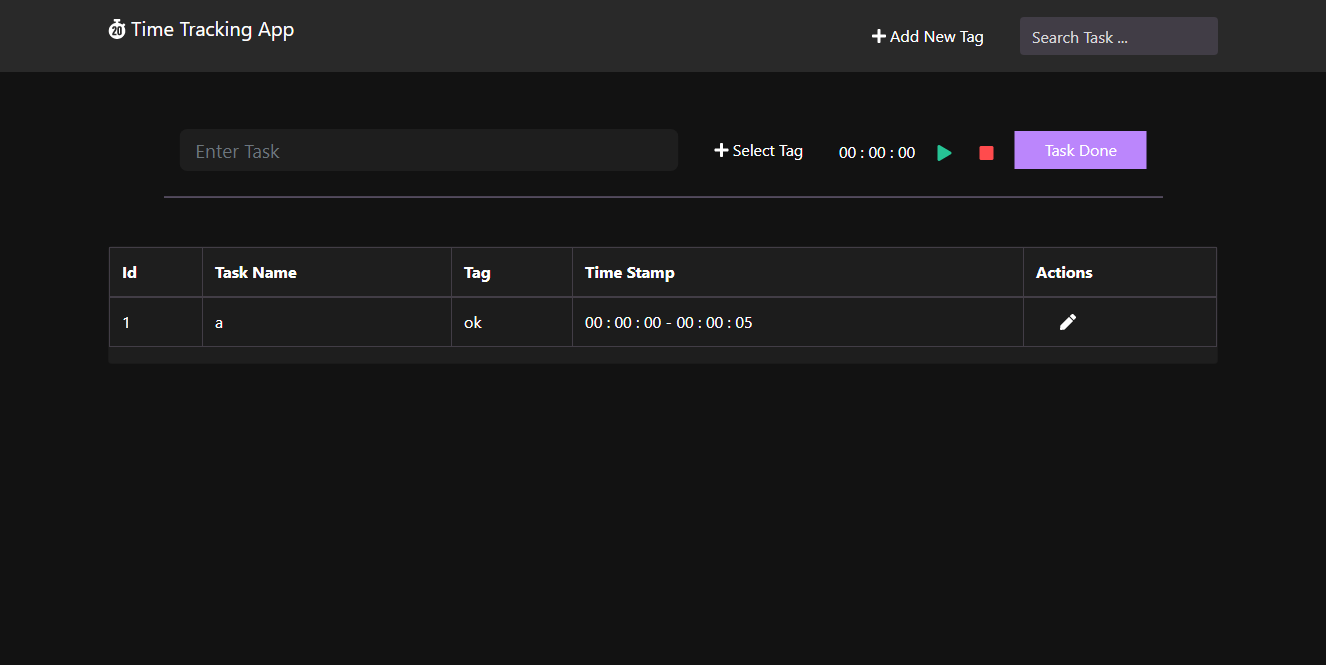 20 Time Tracking App
Add New Tag
Search Task ...
Enter Task
Select Tag
00 : 00 : 00
Task Done
Id Task Name Tag Time Stamp Actions
1 a ok 00 : 00 : 00 - 00 : 00 : 05